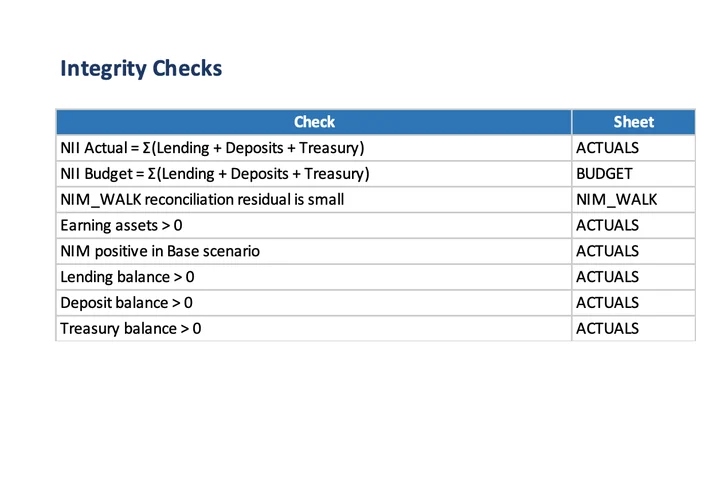 Integrity Checks
Check Sheet
NII Actual = Σ(Lending + Deposits + Treasury) ACTUALS
NII Budget = Σ(Lending + Deposits + Treasury) BUDGET
NIM_WALK reconciliation residual is small NIM_WALK
Earning assets > 0 ACTUALS
NIM positive in Base scenario ACTUALS
Lending balance > 0 ACTUALS
Deposit balance > 0 ACTUALS
Treasury balance > 0 ACTUALS